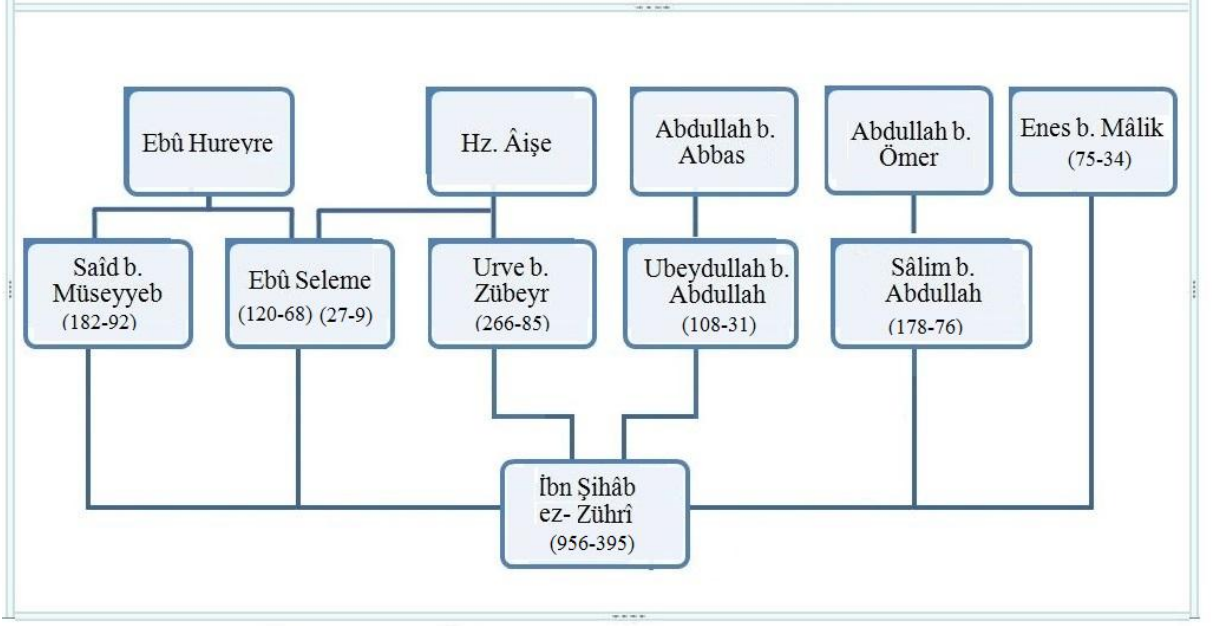 Ebû Hureyre
Hz. Âişe
Abdullah b.
Abbas
Abdullah b.
Ömer
Enes b. Mâlik
(75-34)
Saîd b.
Müseyyeb
(182-92)
Ebû Seleme
(120-68) (27-9)
Urve b.
Zübeyr
(266-85)
Ubeydullah b.
Abdullah
(108-31)
Sâlim b.
Abdullah
(178-76)
İbn Şihâb
ez- Zührî
(956-395)